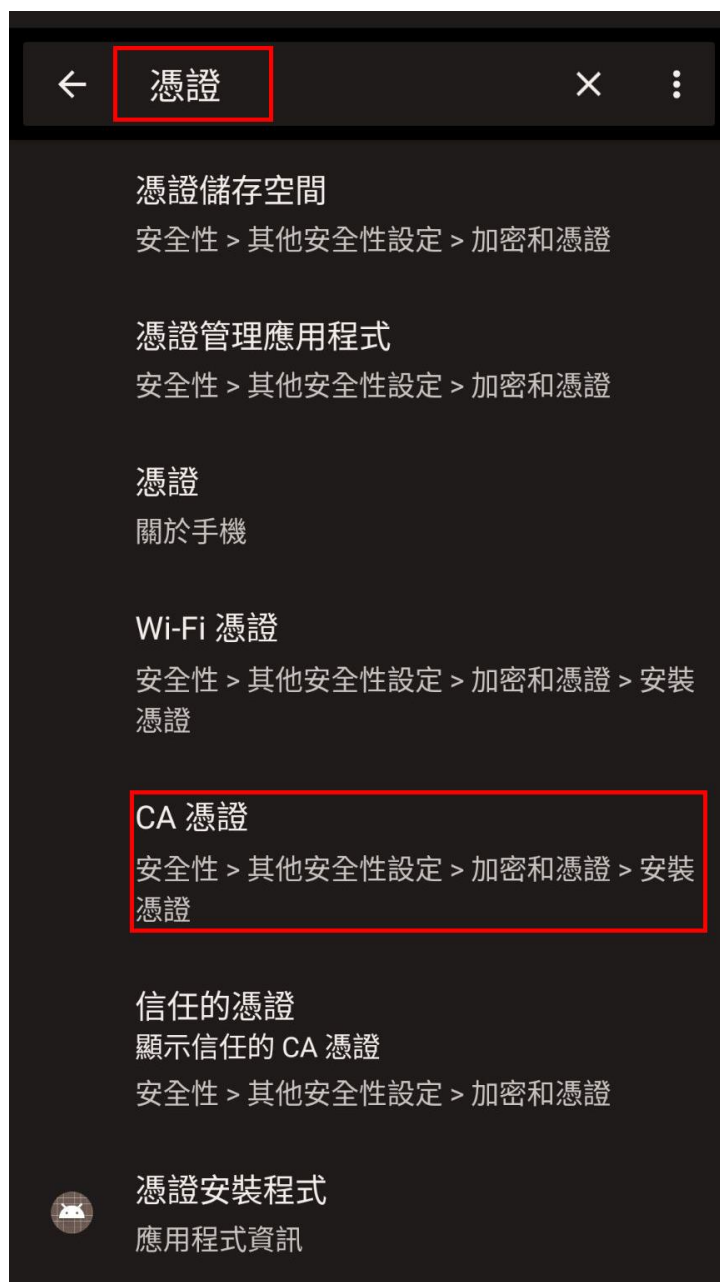 憑證
憑證儲存空間
安全性 > 其他安全性設定 > 加密和憑證
憑證管理應用程式
安全性 > 其他安全性設定 > 加密和憑證
憑證
關於手機
Wi-Fi 憑證
安全性 > 其他安全性設定 > 加密和憑證 > 安裝
憑證
CA 憑證
安全性 > 其他安全性設定 > 加密和憑證 > 安裝
憑證
信任的憑證
顯示信任的 CA 憑證
安全性 > 其他安全性設定 > 加密和憑證
憑證安裝程式
應用程式資訊